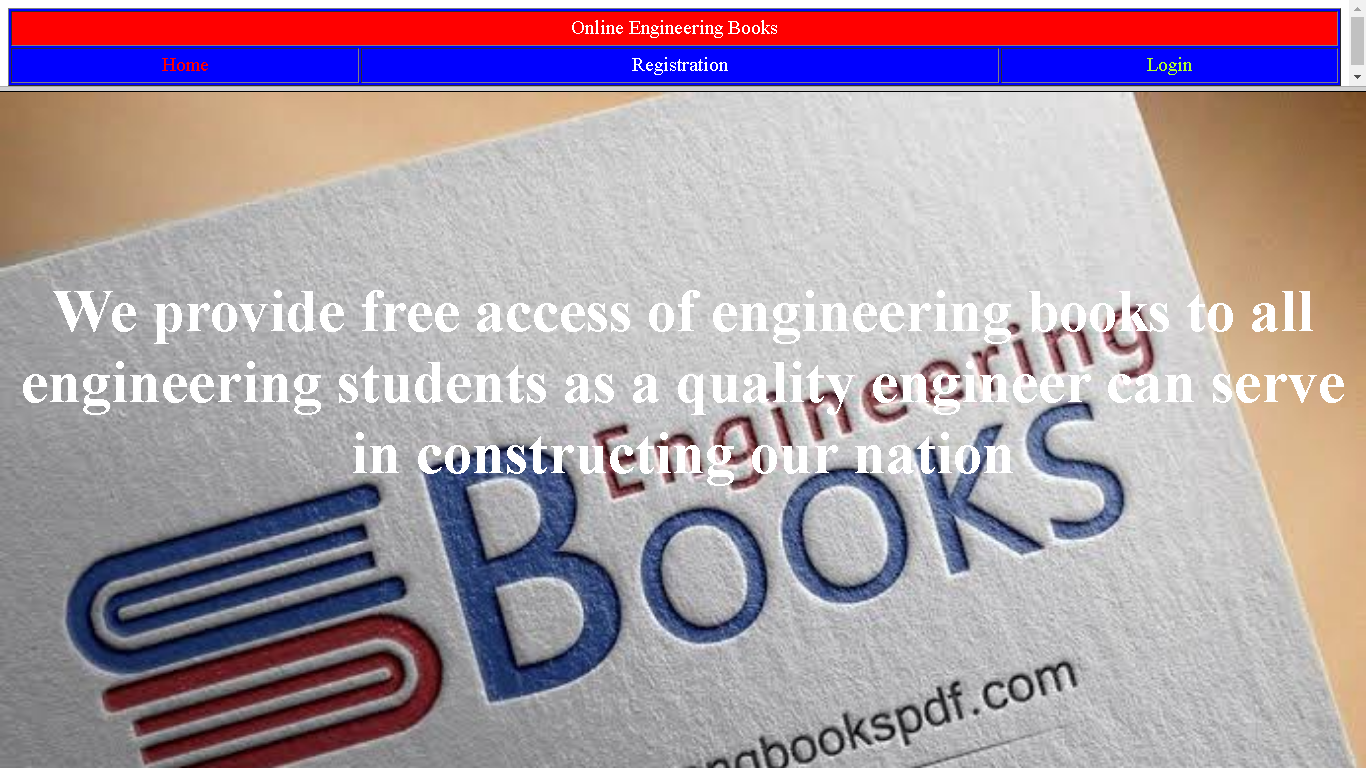 Online Engineering Books
Home Registration Login
We provide free access of engineering books to all
engineering students as a quality engineer can serve
in constructing our nation
Engineering
Books
ngbookspdf.com